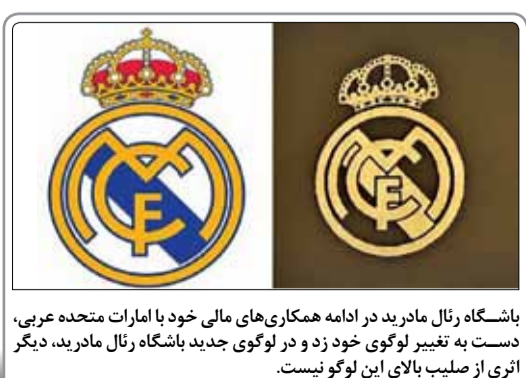 باشگاه رئال مادرید در ادامه همکاری‌های مالی خود با امارات متحده عربی،
دست به تغییر لوگوی خود زد و در لوگوی جدید باشگاه رئال مادرید، دیگر
اثری از صلیب بالای این لوگو نیست.